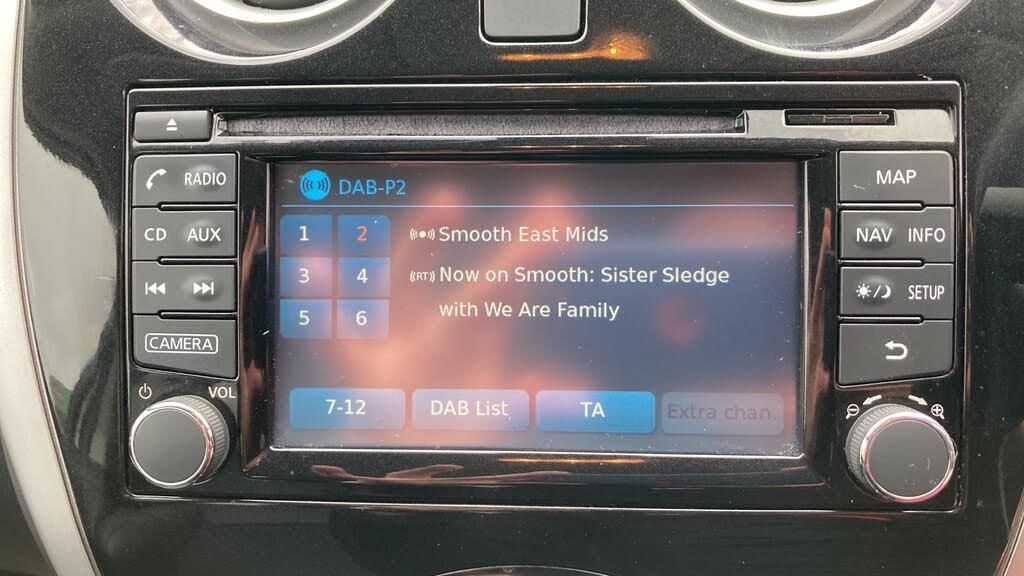 RADIO
CD AUX
CAMERA
VOL
DAB-P2
1 2
3 4
5 6
Smooth East Mids
(RT) Now on Smooth: Sister Sledge
with We Are Family
7-12 DAB List TA Extra chan.
MAP
NAV INFO
SETUP